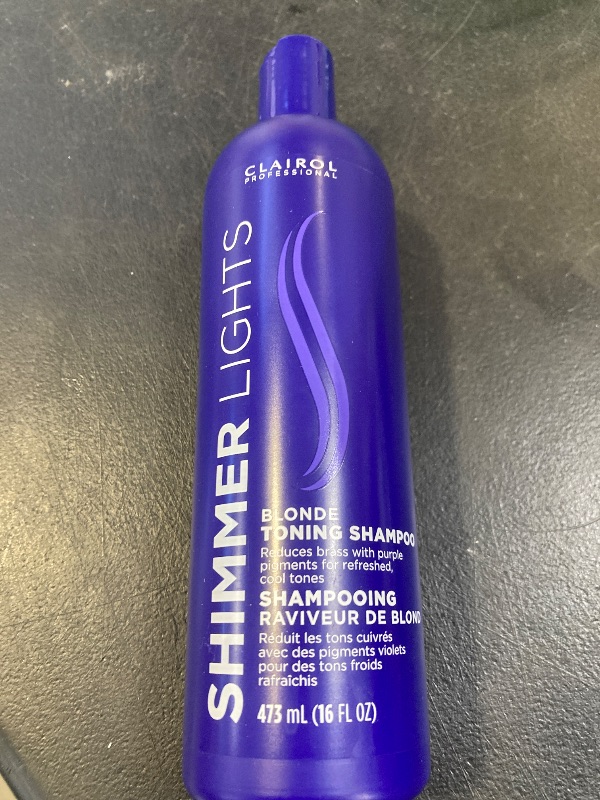 CLAIROL
PROFESSIONAL
SHIMMER LIGHTS
BLONDE
TONING SHAMPOO
Reduces brass with purple
pigments for refreshed,
cool tones
SHAMPOOING
RAVIVEUR DE BLOND
Réduit les tons cuivrés
avec des pigments violets
pour des tons froids
rafraîchis
473 mL (16 FL OZ)